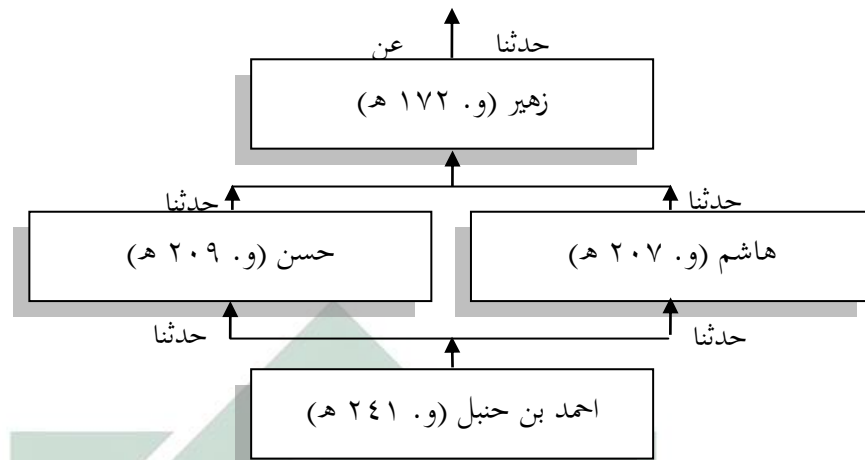 حدثنا عن
زهير (و. ١٧٢ هـ)
حدثنا حدثنا
هاشم (و. ٢٠٧ هـ) حسن (و. ٢٠٩ هـ)
حدثنا حدثنا
احمد بن حنبل (و. ٢٤١ هـ)